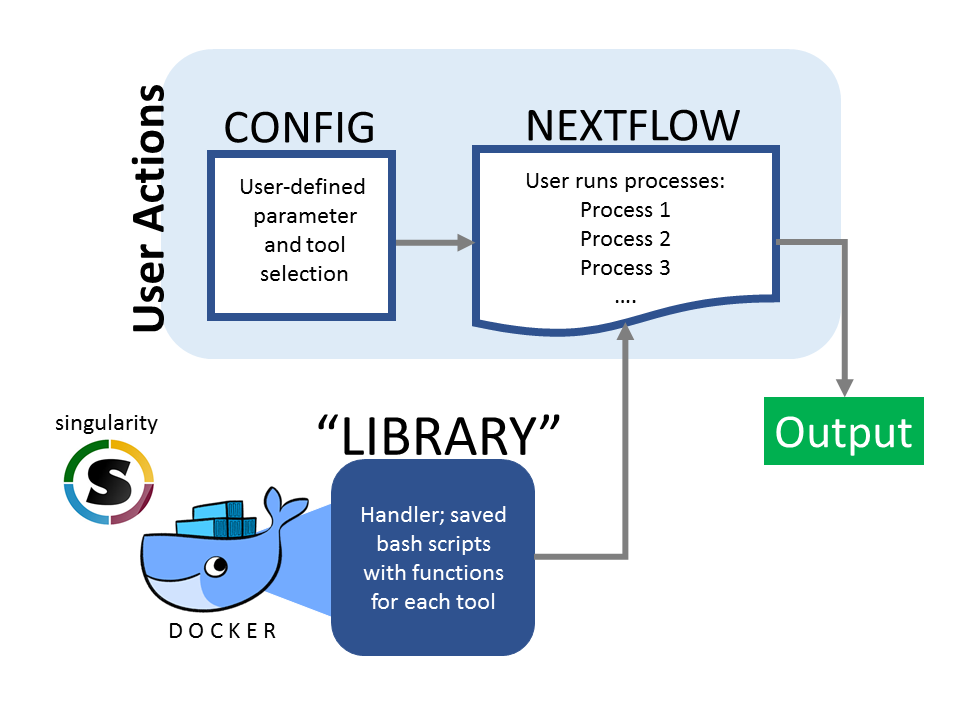 User Actions
CONFIG
User-defined
parameter
and tool
selection
NEXTFLOW
User runs processes:
Process 1
Process 2
Process 3
….
Output
singularity
S
DOCKER
“LIBRARY”
Handler; saved
bash scripts
with functions
for each tool